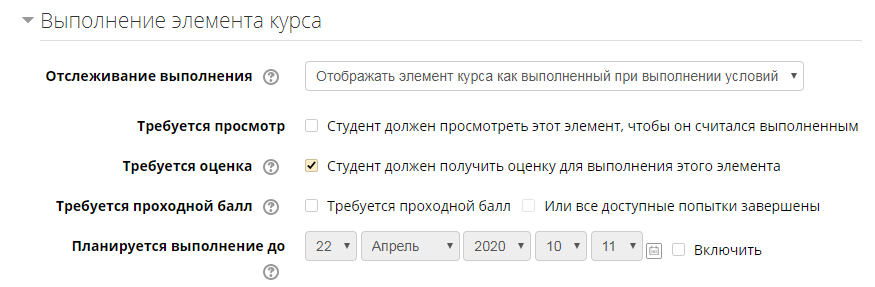 Выполнение элемента курса
Отслеживание выполнения Отображать элемент курса как выполненный при выполнении условий
Требуется просмотр Студент должен просмотреть этот элемент, чтобы он считался выполненным
Требуется оценка Студент должен получить оценку для выполнения этого элемента
Требуется проходной балл Требуется проходной балл Или все доступные попытки завершены
Планируется выполнение до 22 Апрель 2020 10 11 Включить